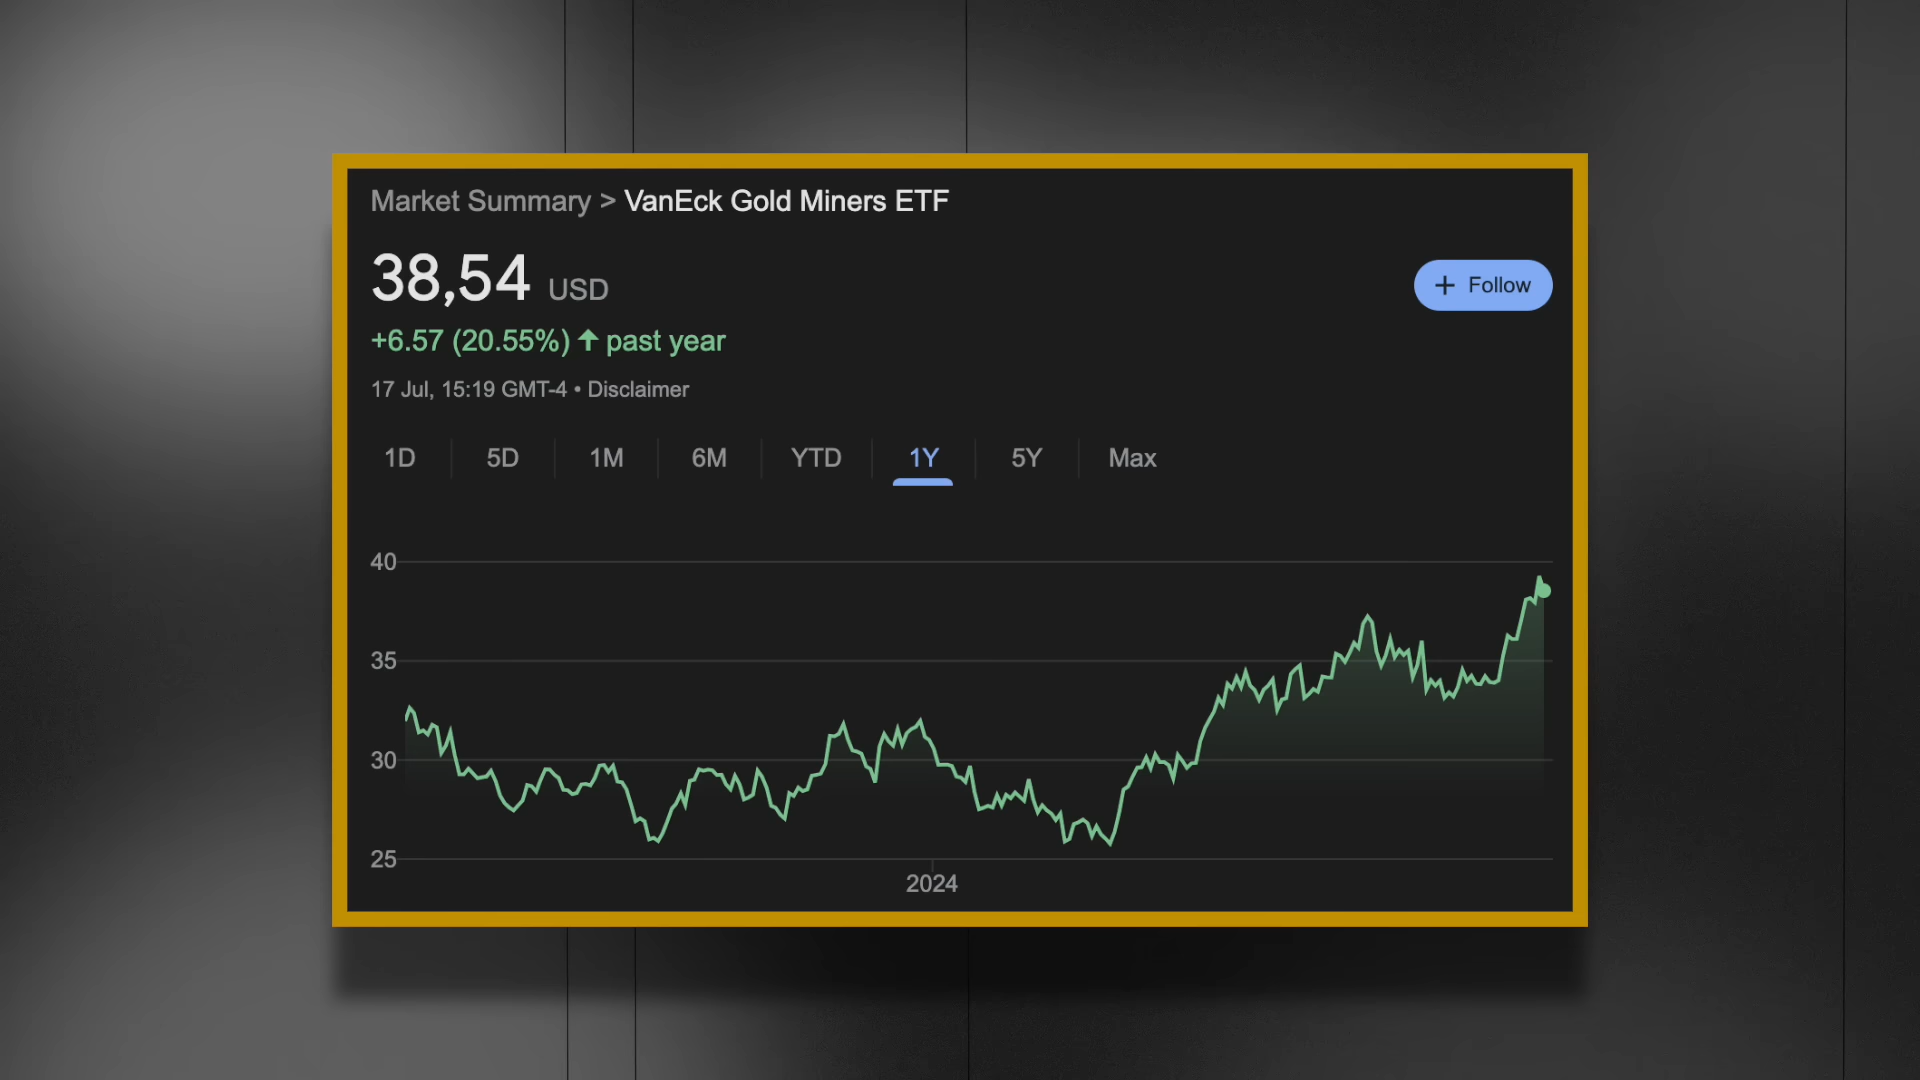 Market Summary > VanEck Gold Miners ETF
38,54 USD
+ Follow
+6.57 (20.55%) ↑ past year
17 Jul, 15:19 GMT-4 • Disclaimer
1D 5D 1M 6M YTD 1Y 5Y Max
40
35
30
25
2024